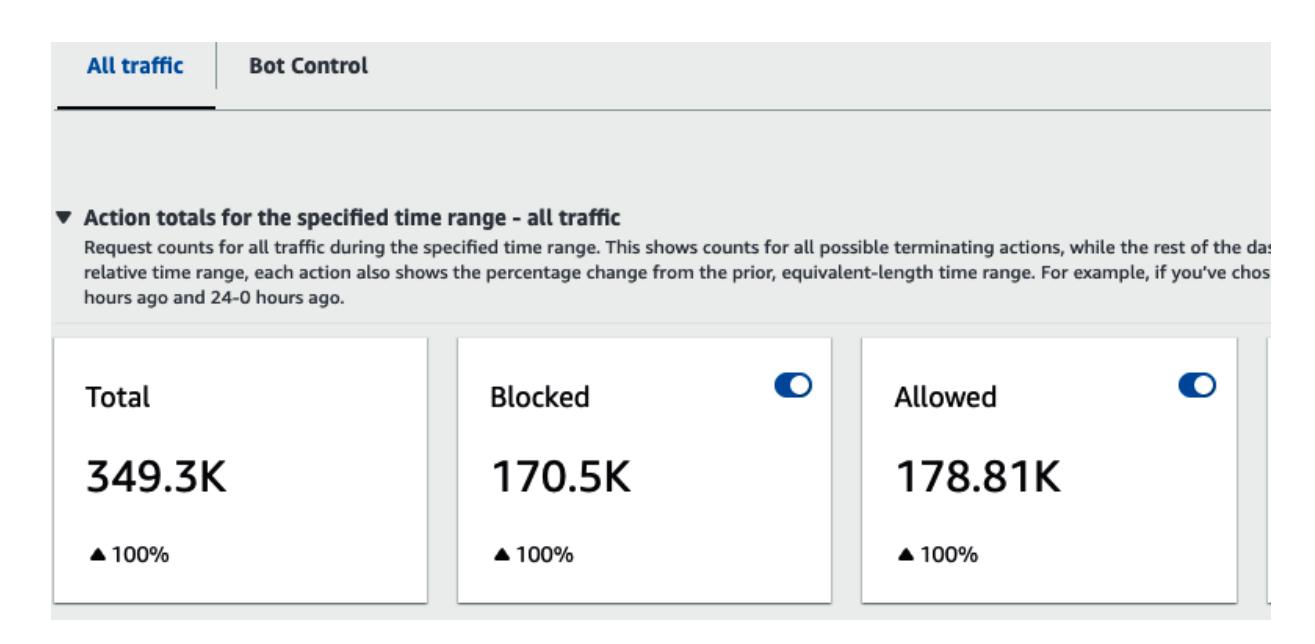 All traffic
Bot Control
Action totals for the specified time range - all traffic
Request counts for all traffic during the specified time range. This shows counts for all possible terminating actions, while the rest of the
relative time range, each action also shows the percentage change from the prior, equivalent-length time range. For example, if you've
hours ago and 24-0 hours ago.
Total
349.3K
▲ 100%
Blocked
170.5K
▲ 100%
Allowed
178.81K
▲ 100%